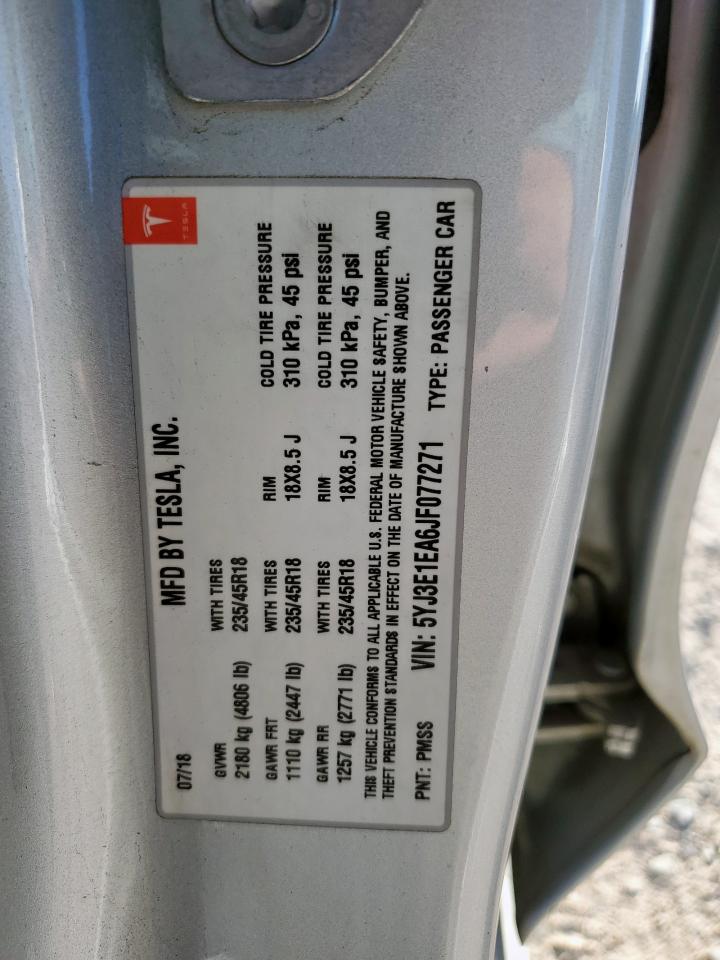 TESLA
07/18 MFD BY TESLA, INC.
GVWR WITH TIRES
2180 kg (4806 lb) 235/45R18
GAWR FRT WITH TIRES RIM COLD TIRE PRESSURE
1110 kg (2447 lb) 235/45R18 18X8.5 J 310 kPa, 45 psi
GAWR RR WITH TIRES RIM COLD TIRE PRESSURE
1257 kg (2771 lb) 235/45R18 18X8.5 J 310 kPa, 45 psi
THIS VEHICLE CONFORMS TO ALL APPLICABLE U.S. FEDERAL MOTOR VEHICLE SAFETY, BUMPER, AND
THEFT PREVENTION STANDARDS IN EFFECT ON THE DATE OF MANUFACTURE SHOWN ABOVE.
PNT: PMSS VIN: 5YJ3E1EA6JF077271 TYPE: PASSENGER CAR